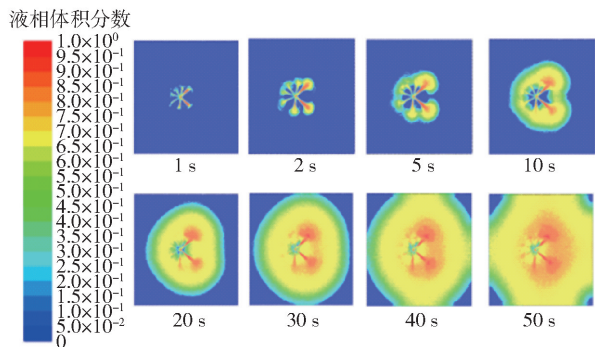 液相体积分数
1.0×10⁰
9.5×10⁻¹
9.0×10⁻¹
8.5×10⁻¹
8.0×10⁻¹
7.5×10⁻¹
7.0×10⁻¹
6.5×10⁻¹
6.0×10⁻¹
5.5×10⁻¹
5.0×10⁻¹
4.5×10⁻¹
4.0×10⁻¹
3.5×10⁻¹
3.0×10⁻¹
2.5×10⁻¹
2.0×10⁻¹
1.5×10⁻¹
1.0×10⁻¹
5.0×10⁻²
0
1 s
2 s
5 s
10 s
20 s
30 s
40 s
50 s